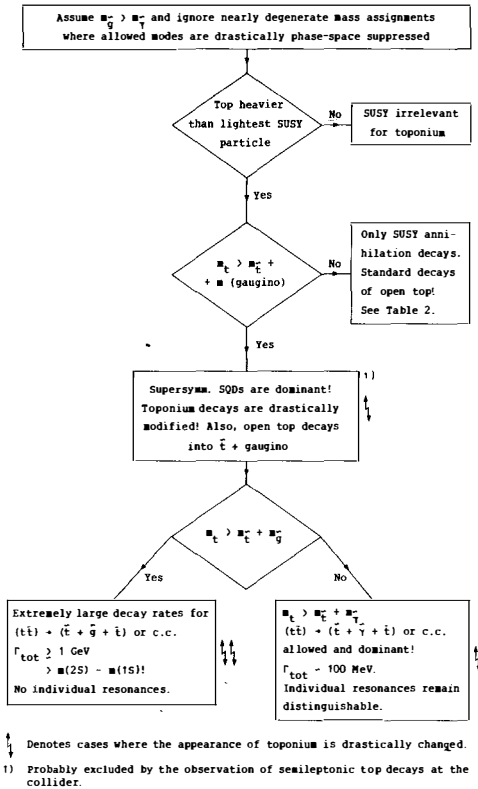 Assume m_g̃ > m_γ̃ and ignore nearly degenerate mass assignments
where allowed modes are drastically phase-space suppressed
Top heavier
than lightest SUSY
particle
No
SUSY irrelevant
for toponium
Yes
m_t > m_t̃ +
+ m (gaugino)
No
Only SUSY anni-
hilation decays.
Standard decays
of open top!
See Table 2.
Yes
1)
Supersymm. SQDs are dominant!
Toponium decays are drastically
modified! Also, open top decays
into t̃ + gaugino
m_t > m_t̃ + m_g̃
Yes
No
Extremely large decay rates for
(tt̄) → (t̃ + g̃ + t̄) or c.c.
Γ_tot ≥ 1 GeV
> m(2S) - m(1S)!
No individual resonances.
m_t > m_t̃ + m_γ̃
(tt̄) → (t̃ + γ̃ + t̄) or c.c.
allowed and dominant!
Γ_tot ~ 100 MeV.
Individual resonances remain
distinguishable.
Denotes cases where the appearance of toponium is drastically changed.
1) Probably excluded by the observation of semileptonic top decays at the
collider.